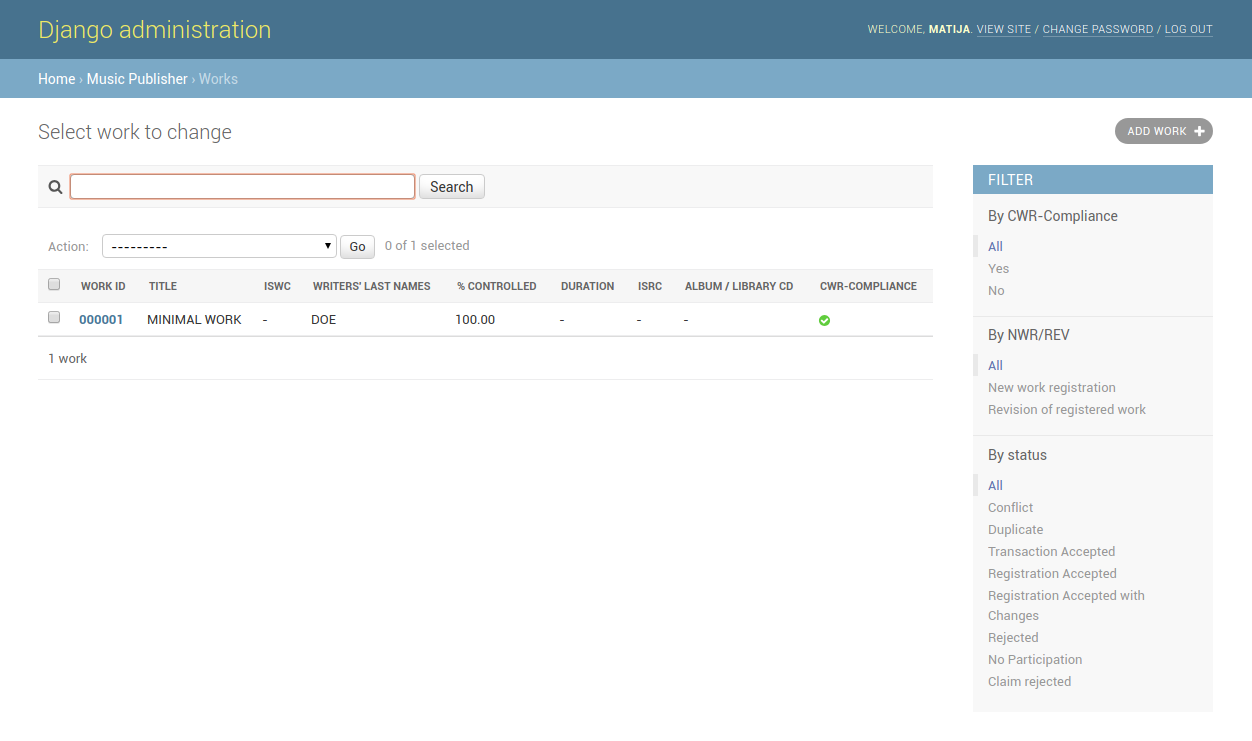 Django administration
WELCOME, MATIJA. VIEW SITE / CHANGE PASSWORD / LOG OUT
Home › Music Publisher › Works
Select work to change
ADD WORK
Search
Action: --------- Go 0 of 1 selected
WORK ID TITLE ISWC WRITERS' LAST NAMES % CONTROLLED DURATION ISRC ALBUM / LIBRARY CD CWR-COMPLIANCE
000001 MINIMAL WORK - DOE 100.00 - - -
1 work
FILTER
By CWR-Compliance
All
Yes
No
By NWR/REV
All
New work registration
Revision of registered work
By status
All
Conflict
Duplicate
Transaction Accepted
Registration Accepted
Registration Accepted with
Changes
Rejected
No Participation
Claim rejected